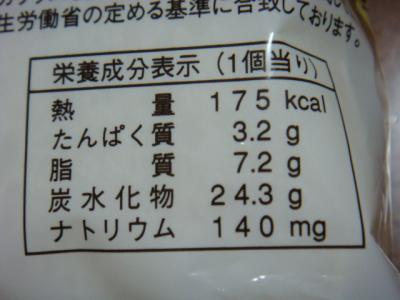 生労働省の定める基準に合致しております。
栄養成分表示（1個当り）
熱量 175 kcal
たんぱく質 3.2 g
脂質 7.2 g
炭水化物 24.3 g
ナトリウム 140 mg